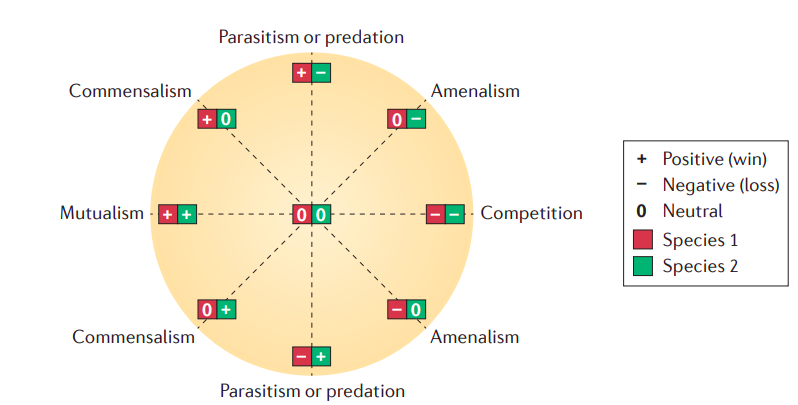 Parasitism or predation
+ −
Commensalism
Amenalism
+ 0
0 −
Mutualism
+ +
0 0
− −
Competition
0 +
− 0
Commensalism
Amenalism
− +
Parasitism or predation
+ Positive (win)
− Negative (loss)
0 Neutral
Species 1
Species 2